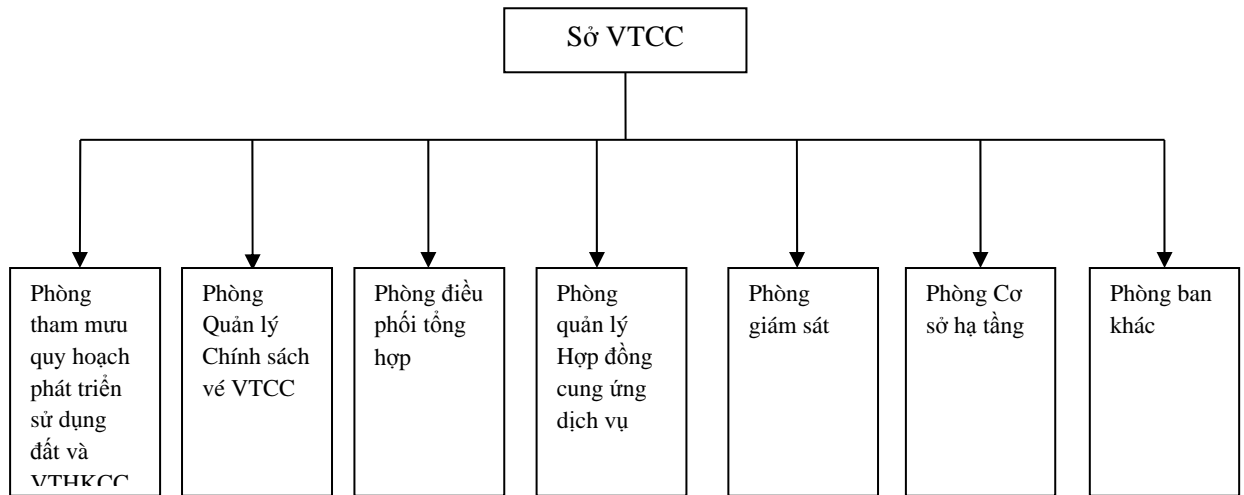 Sở VTCC
Phòng
tham mưu
quy hoạch
phát triển
sử dụng
đất và
VTHKCC
Phòng
Quản lý
Chính sách
vé VTCC
Phòng điều
phối tổng
hợp
Phòng
quản lý
Hợp đồng
cung ứng
dịch vụ
Phòng
giám sát
Phòng Cơ
sở hạ tầng
Phòng ban
khác